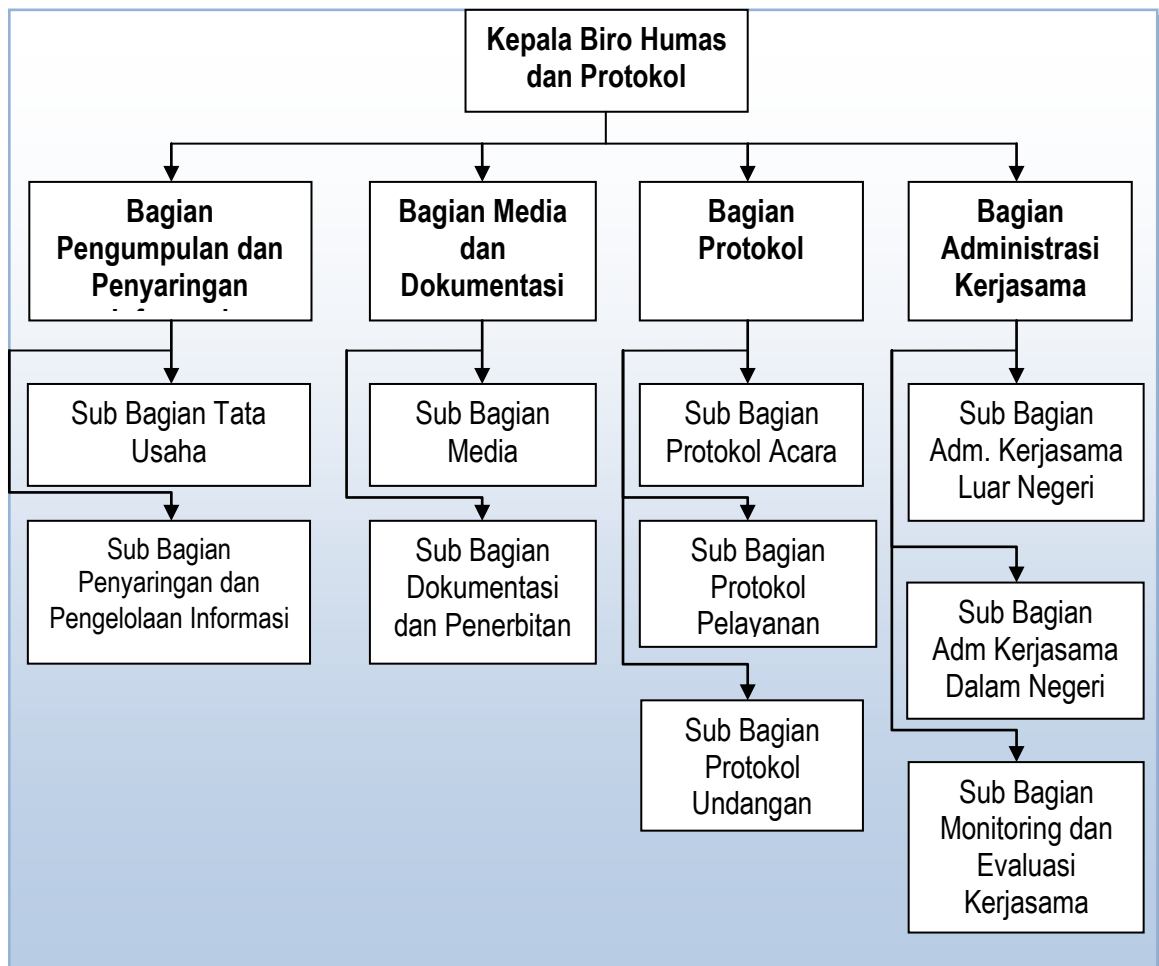 Kepala Biro Humas
dan Protokol
Bagian
Pengumpulan dan
Penyaringan
Bagian Media
dan
Dokumentasi
Bagian
Protokol
Bagian
Administrasi
Kerjasama
Sub Bagian Tata
Usaha
Sub Bagian
Media
Sub Bagian
Protokol Acara
Sub Bagian
Adm. Kerjasama
Luar Negeri
Sub Bagian
Penyaringan dan
Pengelolaan Informasi
Sub Bagian
Dokumentasi
dan Penerbitan
Sub Bagian
Protokol
Pelayanan
Sub Bagian
Adm Kerjasama
Dalam Negeri
Sub Bagian
Protokol
Undangan
Sub Bagian
Monitoring dan
Evaluasi
Kerjasama